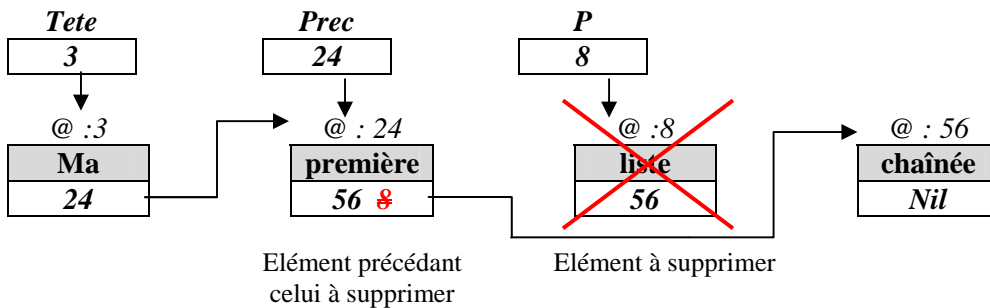 Tete Prec P
3 24 8
@ :3 @ : 24 @ :8 @ : 56
Ma première liste chaînée
24 56 8 56 Nil
Elément précédant Elément à supprimer
celui à supprimer